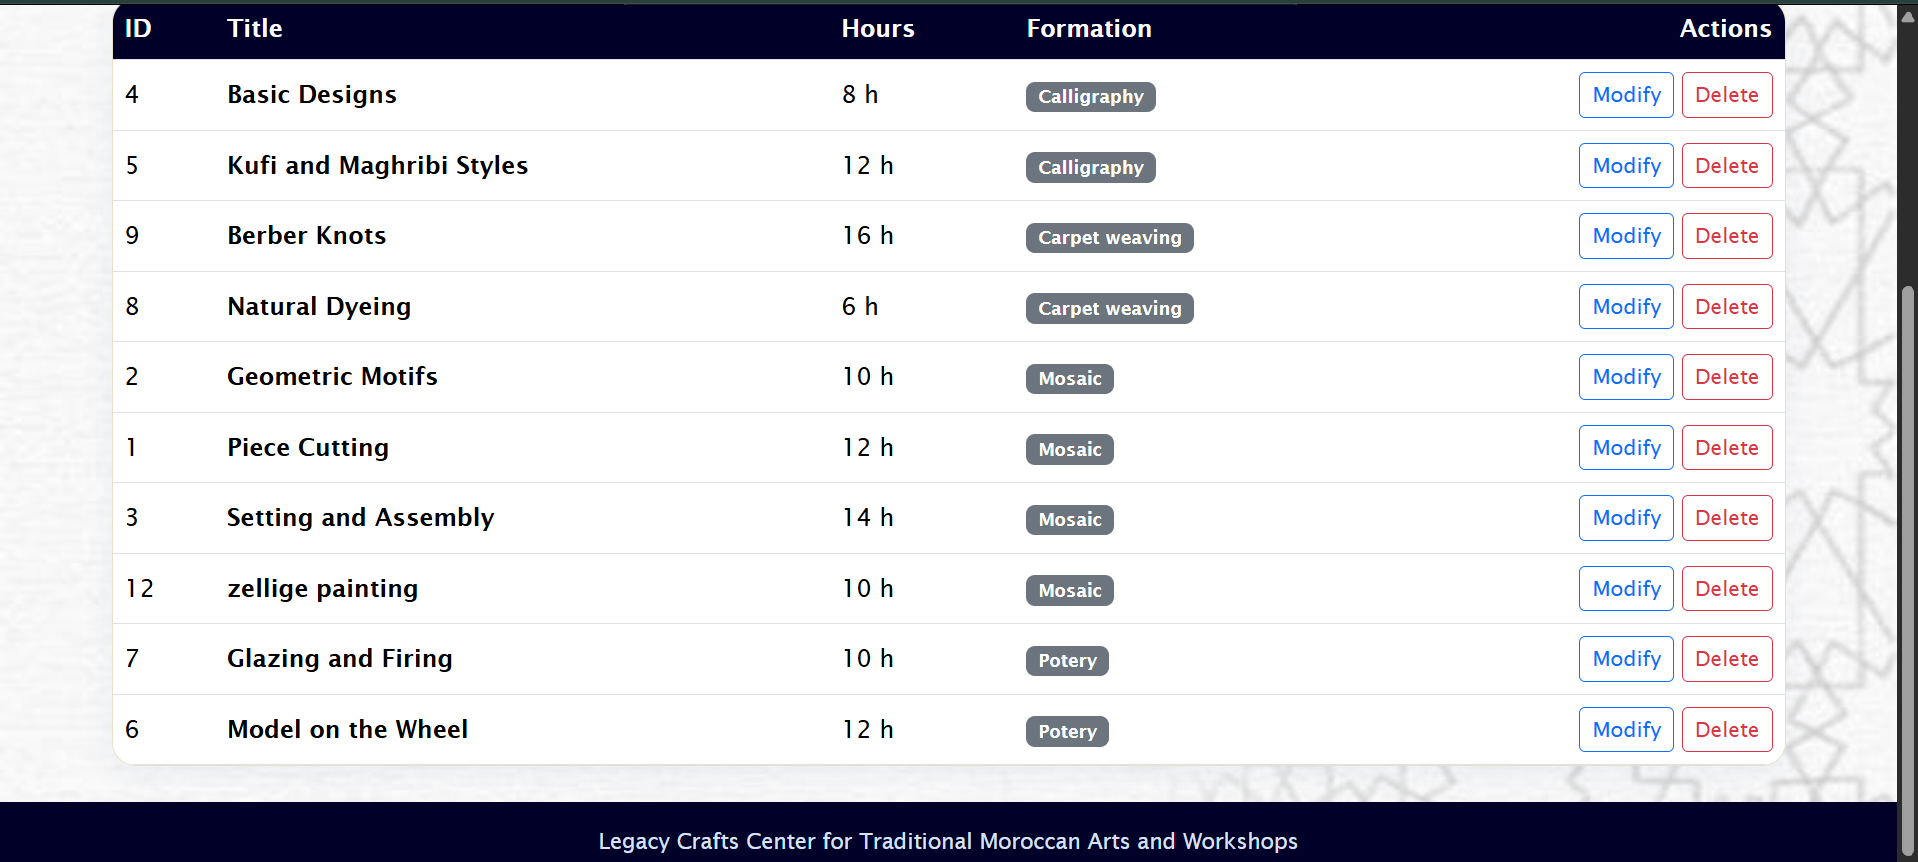 ID Title Hours Formation Actions
4 Basic Designs 8 h Calligraphy Modify Delete
5 Kufi and Maghribi Styles 12 h Calligraphy Modify Delete
9 Berber Knots 16 h Carpet weaving Modify Delete
8 Natural Dyeing 6 h Carpet weaving Modify Delete
2 Geometric Motifs 10 h Mosaic Modify Delete
1 Piece Cutting 12 h Mosaic Modify Delete
3 Setting and Assembly 14 h Mosaic Modify Delete
12 zellige painting 10 h Mosaic Modify Delete
7 Glazing and Firing 10 h Potery Modify Delete
6 Model on the Wheel 12 h Potery Modify Delete
Legacy Crafts Center for Traditional Moroccan Arts and Workshops